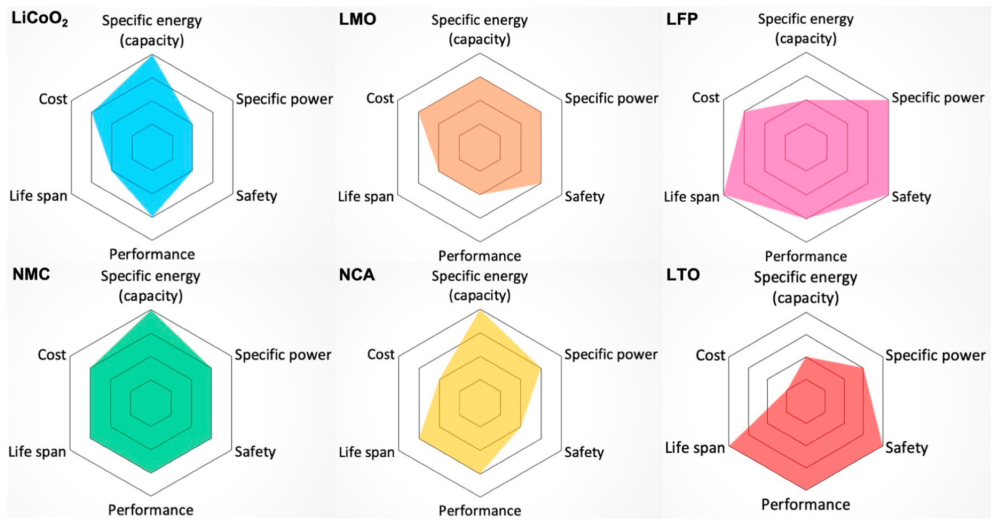 LiCoO₂
Specific energy
(capacity)
Cost
Specific power
Life span
Safety
Performance
LMO
Specific energy
(capacity)
Cost
Specific power
Life span
Safety
Performance
LFP
Specific energy
(capacity)
Cost
Specific power
Life span
Safety
Performance
NMC
Specific energy
(capacity)
Cost
Specific power
Life span
Safety
Performance
NCA
Specific energy
(capacity)
Cost
Specific power
Life span
Safety
Performance
LTO
Specific energy
(capacity)
Cost
Specific power
Life span
Safety
Performance